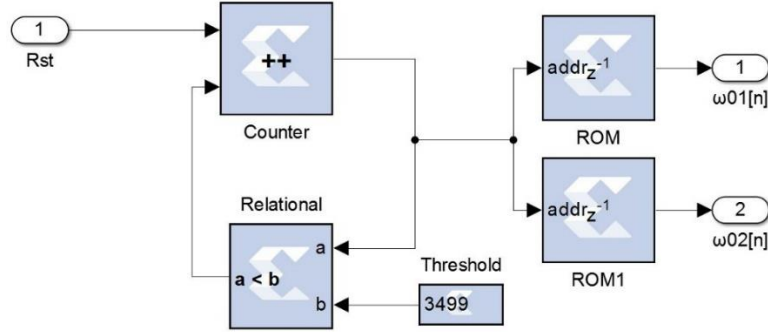 1
Rst
++
Counter
addr z⁻¹
ROM
1
ω01[n]
Relational
a
a < b
b
Threshold
3499
addr z⁻¹
ROM1
2
ω02[n]